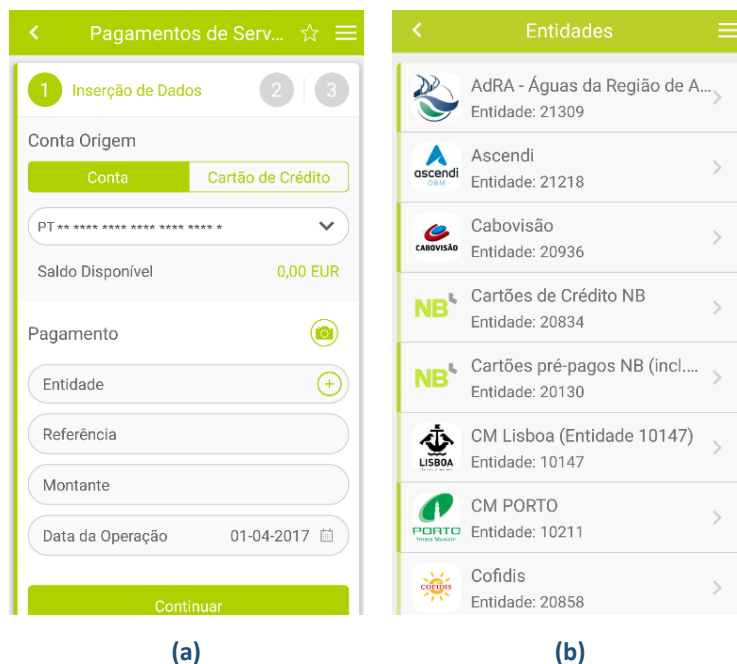 Pagamentos de Serv...
1 Inserção de Dados 2 3
Conta Origem
Conta Cartão de Crédito
PT ** **** **** **** **** **** *
Saldo Disponível 0,00 EUR
Pagamento
Entidade
Referência
Montante
Data da Operação 01-04-2017
Continuar
(a)
Entidades
AdRA - Águas da Região de A...
Entidade: 21309
ascendi
O&M
Ascendi
Entidade: 21218
CABOVISÃO
Cabovisão
Entidade: 20936
NB
Cartões de Crédito NB
Entidade: 20834
NB
Cartões pré-pagos NB (incl....
Entidade: 20130
LISBOA
CM Lisboa (Entidade 10147)
Entidade: 10147
PORTO
CM PORTO
Entidade: 10211
COFIDIS
Cofidis
Entidade: 20858
(b)